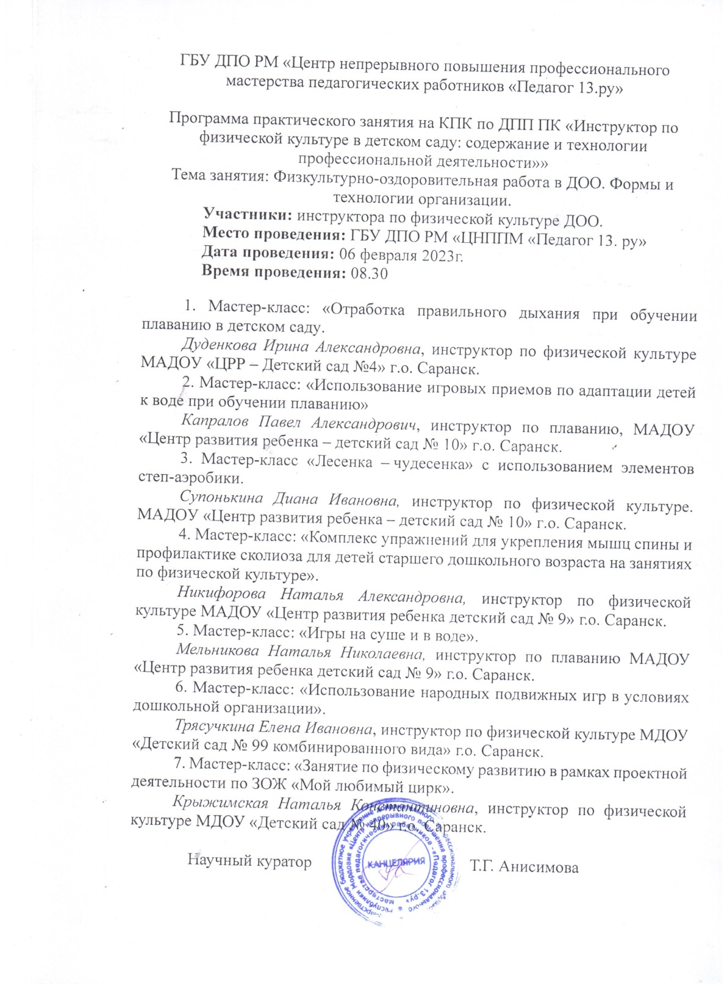 ГБУ ДПО РМ «Центр непрерывного повышения профессионального
мастерства педагогических работников «Педагог 13.ру»
Программа практического занятия на КПК по ДПП ПК «Инструктор по
физической культуре в детском саду: содержание и технологии
профессиональной деятельности»»
Тема занятия: Физкультурно-оздоровительная работа в ДОО. Формы и
технологии организации.
Участники: инструктора по физической культуре ДОО.
Место проведения: ГБУ ДПО РМ «ЦНППМ «Педагог 13. ру»
Дата проведения: 06 февраля 2023г.
Время проведения: 08.30
1. Мастер-класс: «Отработка правильного дыхания при обучении
плаванию в детском саду.
Дуденкова Ирина Александровна, инструктор по физической культуре
МАДОУ «ЦРР – Детский сад №4» г.о. Саранск.
2. Мастер-класс: «Использование игровых приемов по адаптации детей
к воде при обучении плаванию»
Капралов Павел Александрович, инструктор по плаванию, МАДОУ
«Центр развития ребенка – детский сад № 10» г.о. Саранск.
3. Мастер-класс «Лесенка – чудесенка» с использованием элементов
степ-аэробики.
Супонькина Диана Ивановна, инструктор по физической культуре.
МАДОУ «Центр развития ребенка – детский сад № 10» г.о. Саранск.
4. Мастер-класс: «Комплекс упражнений для укрепления мышц спины и
профилактике сколиоза для детей старшего дошкольного возраста на занятиях
по физической культуре».
Никифорова Наталья Александровна, инструктор по физической
культуре МАДОУ «Центр развития ребенка детский сад № 9» г.о. Саранск.
5. Мастер-класс: «Игры на суше и в воде».
Мельникова Наталья Николаевна, инструктор по плаванию МАДОУ
«Центр развития ребенка детский сад № 9» г.о. Саранск.
6. Мастер-класс: «Использование народных подвижных игр в условиях
дошкольной организации».
Трясучкина Елена Ивановна, инструктор по физической культуре МДОУ
«Детский сад № 99 комбинированного вида» г.о. Саранск.
7. Мастер-класс: «Занятие по физическому развитию в рамках проектной
деятельности по ЗОЖ «Мой любимый цирк».
Крыжимская Наталья Константиновна, инструктор по физической
культуре МДОУ «Детский сад № 40» г.о. Саранск.
Научный куратор Т.Г. Анисимова
КАНЦЕЛЯРИЯ
Республики Мордовия «Центр непрерывного повышения профессионального
мастерства педагогических работников - «Педагог 13.ру»